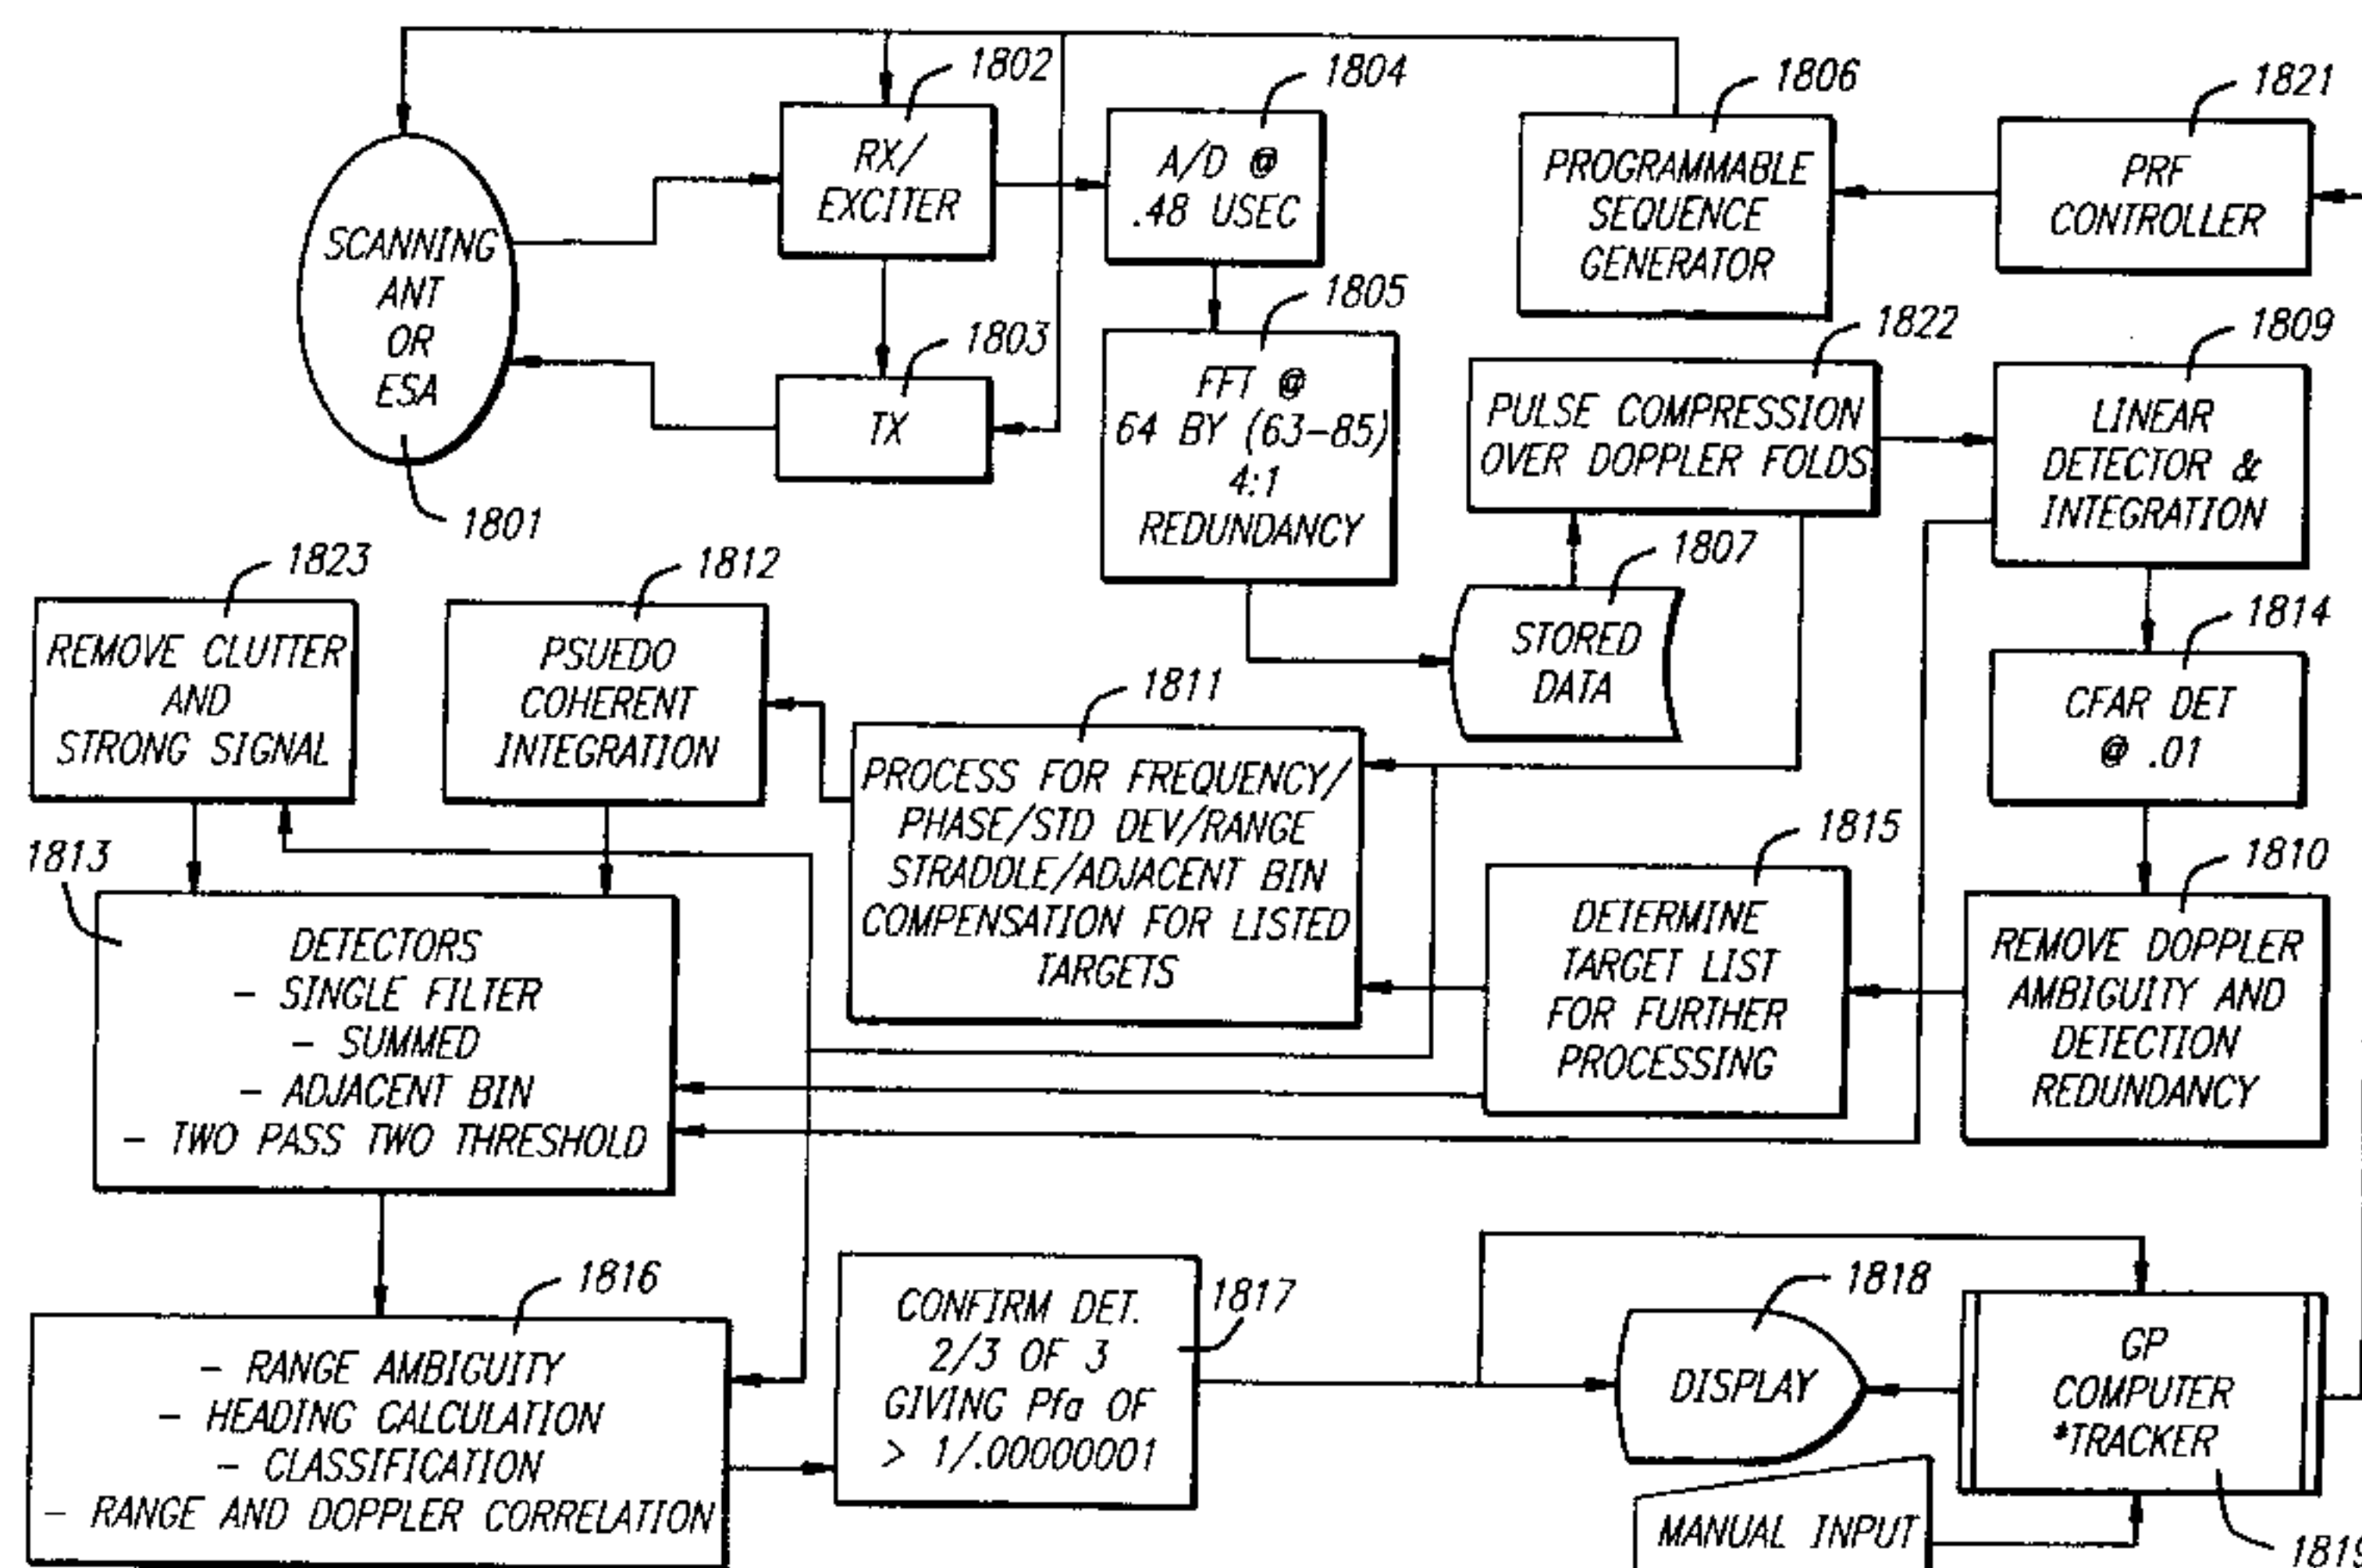 1802
1804
1806
1821
RX/
EXCITER
A/D @
.48 USEC
PROGRAMMABLE
SEQUENCE
GENERATOR
PRF
CONTROLLER
SCANNING
ANT
OR
ESA
1801
1803
TX
1805
FFT @
64 BY (63-85)
4:1
REDUNDANCY
1822
PULSE COMPRESSION
OVER DOPPLER FOLDS
1809
LINEAR
DETECTOR &
INTEGRATION
1823
REMOVE CLUTTER
AND
STRONG SIGNAL
1812
PSUEDO
COHERENT
INTEGRATION
1807
STORED
DATA
1814
CFAR DET
@ .01
1811
PROCESS FOR FREQUENCY/
PHASE/STD DEV/RANGE
STRADDLE/ADJACENT BIN
COMPENSATION FOR LISTED
TARGETS
1815
DETERMINE
TARGET LIST
FOR FURTHER
PROCESSING
1810
REMOVE DOPPLER
AMBIGUITY AND
DETECTION
REDUNDANCY
1813
DETECTORS
- SINGLE FILTER
- SUMMED
- ADJACENT BIN
- TWO PASS TWO THRESHOLD
1816
- RANGE AMBIGUITY
- HEADING CALCULATION
- CLASSIFICATION
- RANGE AND DOPPLER CORRELATION
1817
CONFIRM DET.
2/3 OF 3
GIVING Pfa OF
> 1/.00000001
1818
DISPLAY
GP
COMPUTER
*TRACKER
MANUAL INPUT
1819